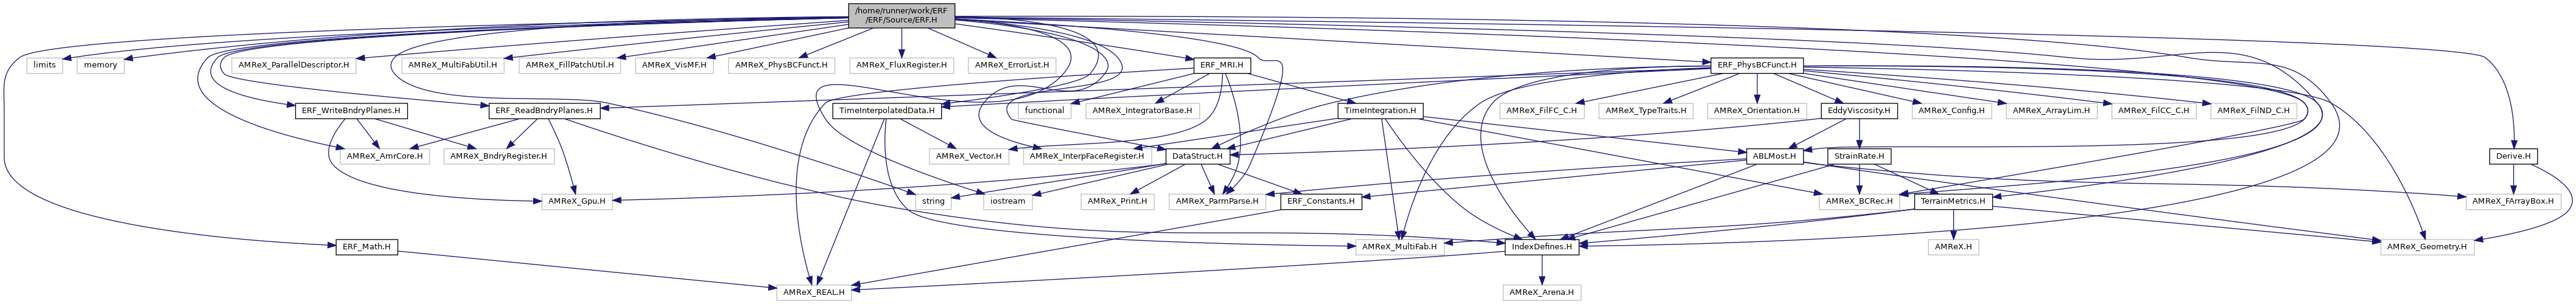 /home/runner/work/ERF
/ERF/Source/ERF.H
limits
memory
AMReX_ParallelDescriptor.H
AMReX_MultiFabUtil.H
AMReX_FillPatchUtil.H
AMReX_VisMF.H
AMReX_PhysBCFunct.H
AMReX_FluxRegister.H
AMReX_ErrorList.H
ERF_MRI.H
ERF_PhysBCFunct.H
ERF_WriteBndryPlanes.H
ERF_ReadBndryPlanes.H
TimeInterpolatedData.H
functional
AMReX_IntegratorBase.H
TimeIntegration.H
AMReX_FilFC_C.H
AMReX_TypeTraits.H
AMReX_Orientation.H
EddyViscosity.H
AMReX_Config.H
AMReX_ArrayLim.H
AMReX_FilCC_C.H
AMReX_FilND_C.H
AMReX_AmrCore.H
AMReX_BndryRegister.H
AMReX_Vector.H
AMReX_InterpFaceRegister.H
DataStruct.H
ABLMost.H
StrainRate.H
Derive.H
AMReX_Gpu.H
string
iostream
AMReX_Print.H
AMReX_ParmParse.H
ERF_Constants.H
AMReX_BCRec.H
TerrainMetrics.H
AMReX_FArrayBox.H
ERF_Math.H
AMReX_MultiFab.H
IndexDefines.H
AMReX.H
AMReX_Geometry.H
AMReX_REAL.H
AMReX_Arena.H